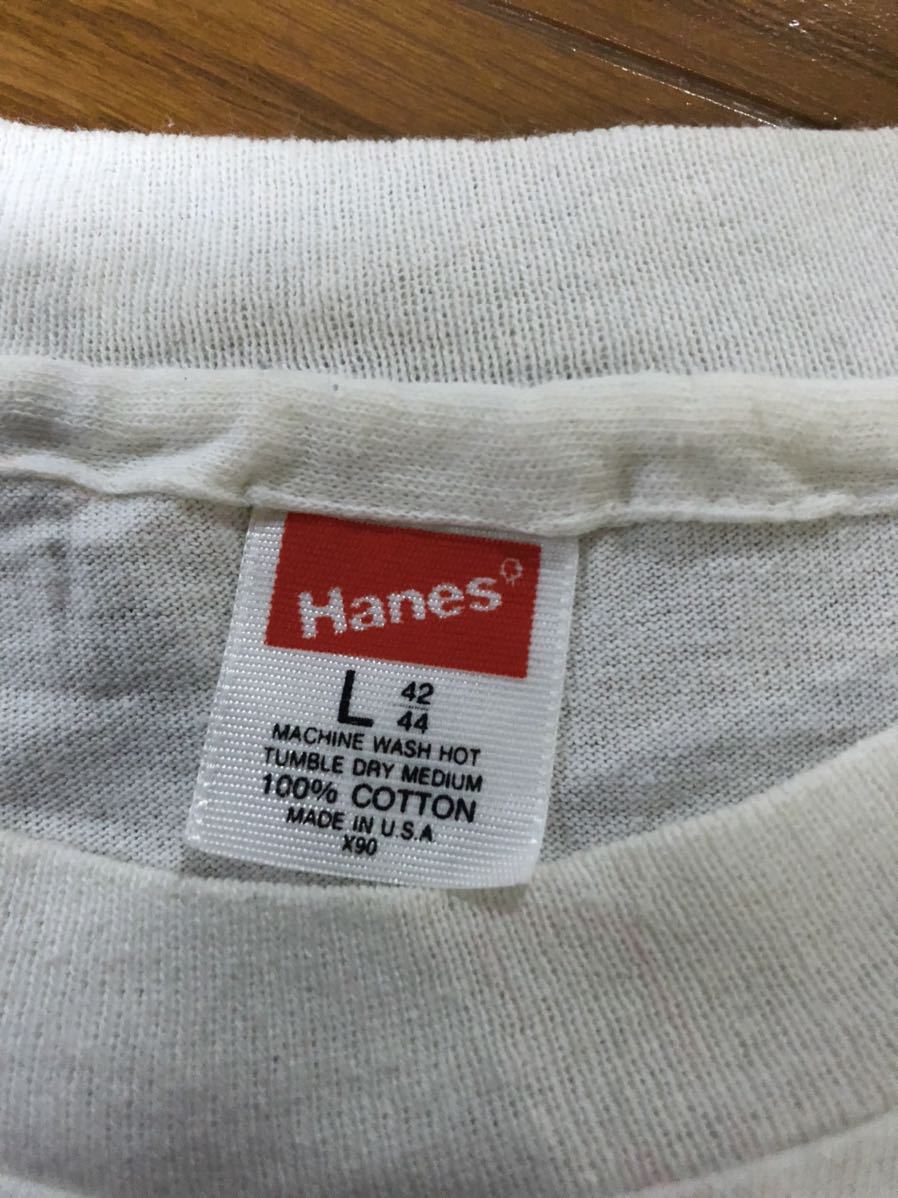 Hanes
L 42/44
MACHINE WASH HOT
TUMBLE DRY MEDIUM
100% COTTON
MADE IN U.S.A
X90